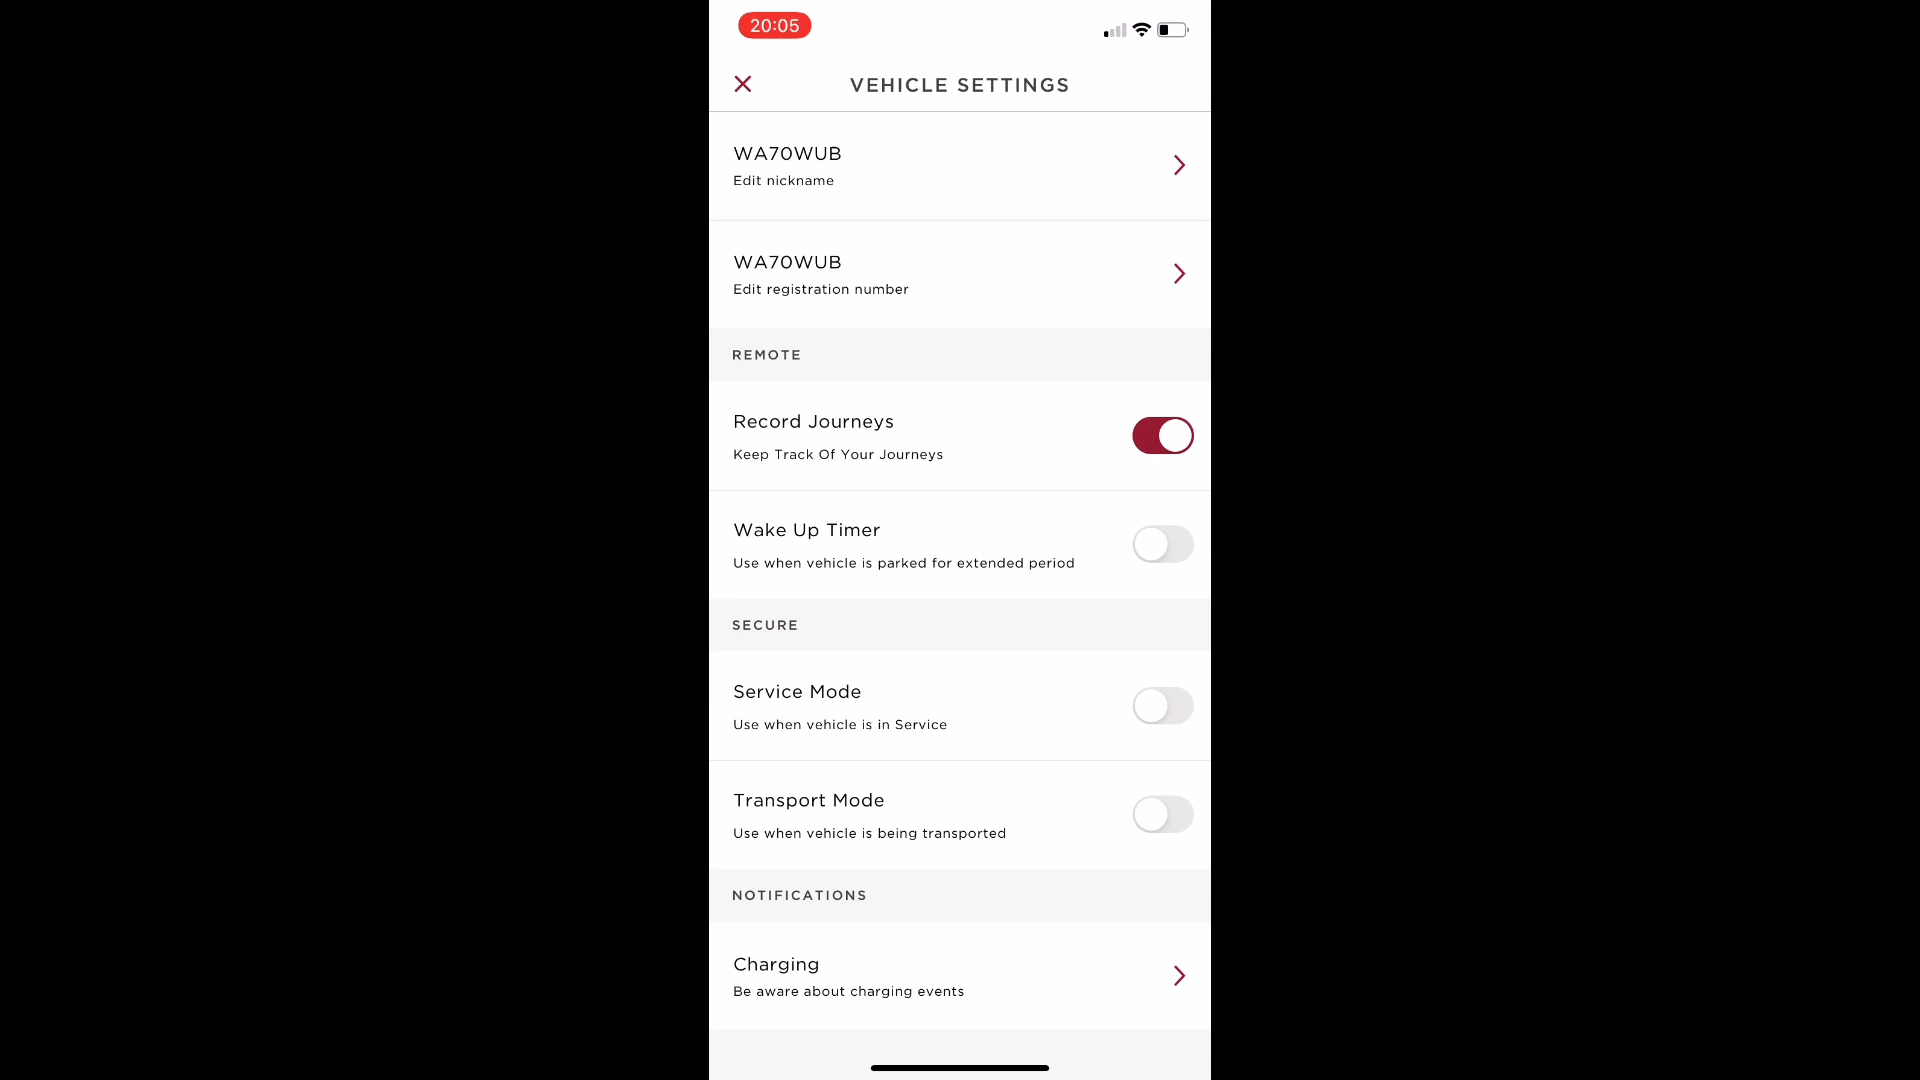 20:05
VEHICLE SETTINGS
WA70WUB
Edit nickname
WA70WUB
Edit registration number
REMOTE
Record Journeys
Keep Track Of Your Journeys
Wake Up Timer
Use when vehicle is parked for extended period
SECURE
Service Mode
Use when vehicle is in Service
Transport Mode
Use when vehicle is being transported
NOTIFICATIONS
Charging
Be aware about charging events